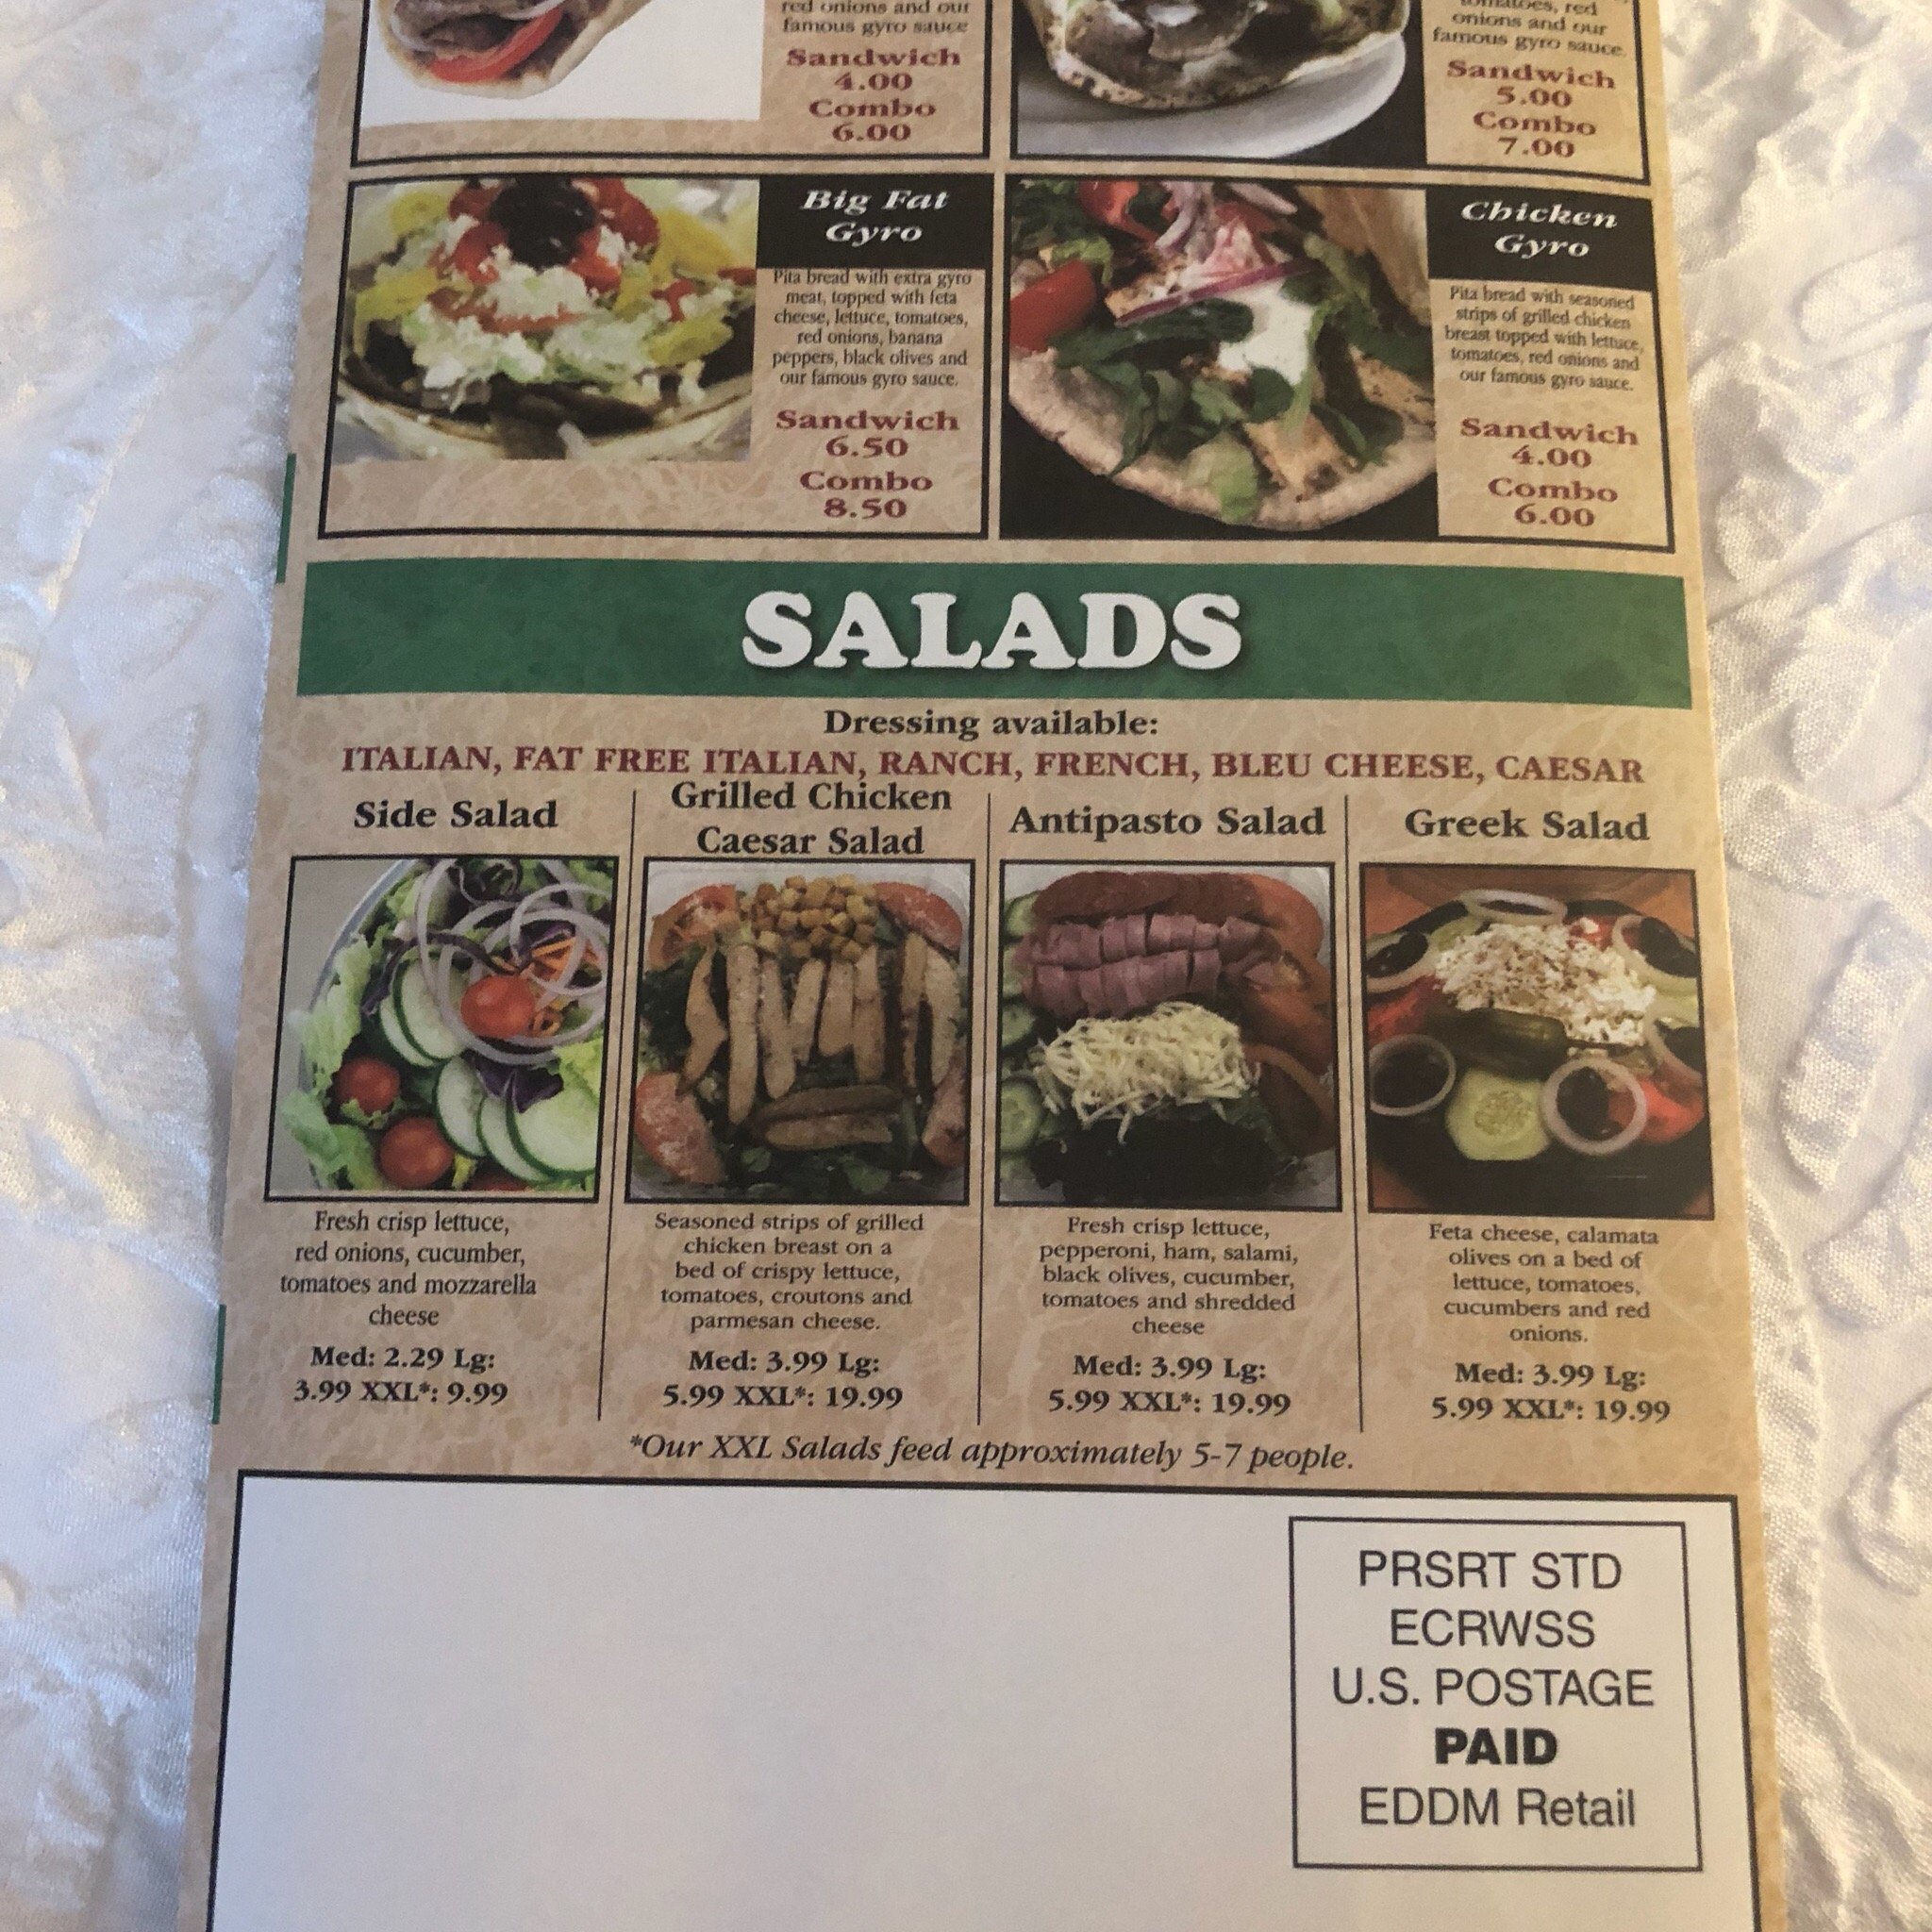 red onions and our
famous gyro sauce
Sandwich
4.00
Combo
6.00
tomatoes, red
onions and our
famous gyro sauce.
Sandwich
5.00
Combo
7.00
Big Fat
Gyro
Pita bread with extra gyro
meat, topped with feta
cheese, lettuce, tomatoes,
red onions, banana
peppers, black olives and
our famous gyro sauce.
Sandwich
6.50
Combo
8.50
Chicken
Gyro
Pita bread with seasoned
strips of grilled chicken
breast topped with lettuce,
tomatoes, red onions and
our famous gyro sauce.
Sandwich
4.00
Combo
6.00
SALADS
Dressing available:
ITALIAN, FAT FREE ITALIAN, RANCH, FRENCH, BLEU CHEESE, CAESAR
Side Salad
Fresh crisp lettuce,
red onions, cucumber,
tomatoes and mozzarella
cheese
Med: 2.29 Lg:
3.99 XXL*: 9.99
Grilled Chicken
Caesar Salad
Seasoned strips of grilled
chicken breast on a
bed of crispy lettuce,
tomatoes, croutons and
parmesan cheese.
Med: 3.99 Lg:
5.99 XXL*: 19.99
Antipasto Salad
Fresh crisp lettuce,
pepperoni, ham, salami,
black olives, cucumber,
tomatoes and shredded
cheese
Med: 3.99 Lg:
5.99 XXL*: 19.99
Greek Salad
Feta cheese, calamata
olives on a bed of
lettuce, tomatoes,
cucumbers and red
onions.
Med: 3.99 Lg:
5.99 XXL*: 19.99
*Our XXL Salads feed approximately 5-7 people.
PRSRT STD
ECRWSS
U.S. POSTAGE
PAID
EDDM Retail